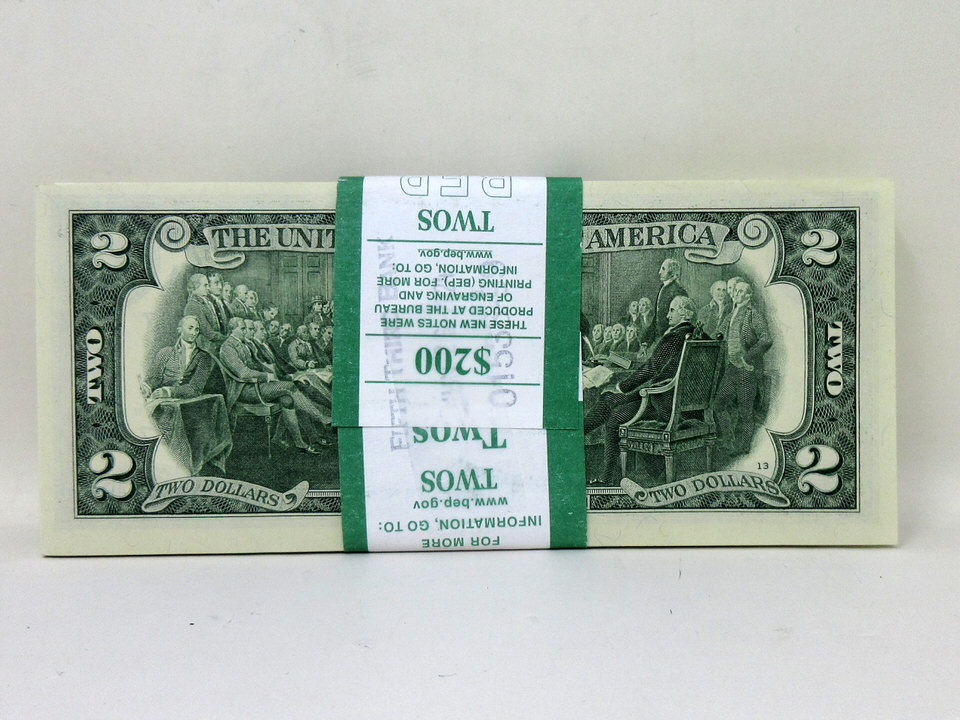 2
THE UNIT
AMERICA
2
TWO
TWO
2
TWO DOLLARS
TWO DOLLARS
13
2
FOR MORE
INFORMATION, GO TO:
www.bep.gov
TWOS
TWOS
$200
THESE NEW NOTES WERE
PRODUCED AT THE BUREAU
OF ENGRAVING AND
PRINTING (BEP). FOR MORE
INFORMATION, GO TO:
www.bep.gov.
TWOS
BEP